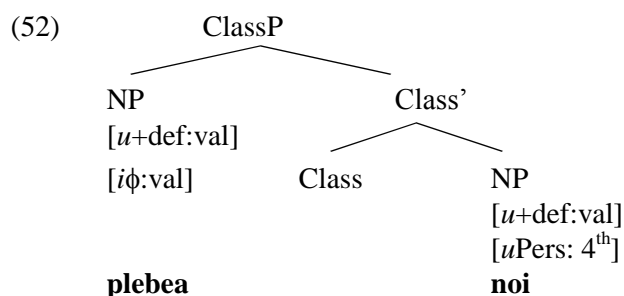 (52) ClassP
NP Class’
[u+def:val]
[iϕ:val] Class NP
[u+def:val]
[uPers: 4th]
plebea noi